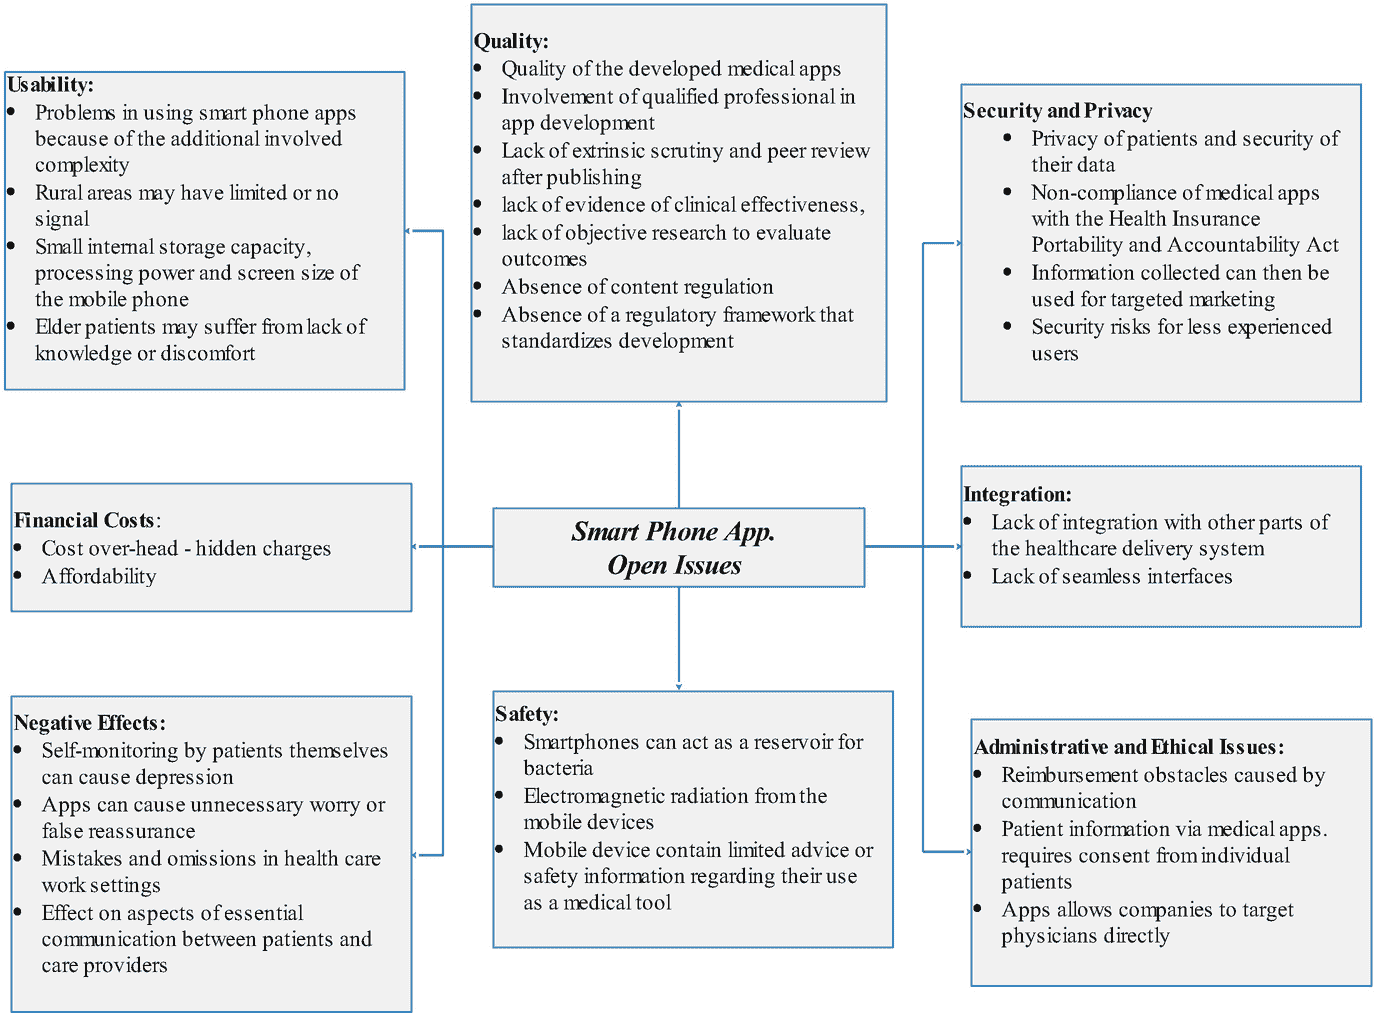 Quality:
• Quality of the developed medical apps
• Involvement of qualified professional in
app development
• Lack of extrinsic scrutiny and peer review
after publishing
• lack of evidence of clinical effectiveness,
• lack of objective research to evaluate
outcomes
• Absence of content regulation
• Absence of a regulatory framework that
standardizes development
Usability:
• Problems in using smart phone apps
because of the additional involved
complexity
• Rural areas may have limited or no
signal
• Small internal storage capacity,
processing power and screen size of
the mobile phone
• Elder patients may suffer from lack of
knowledge or discomfort
Security and Privacy
• Privacy of patients and security of
their data
• Non-compliance of medical apps
with the Health Insurance
Portability and Accountability Act
• Information collected can then be
used for targeted marketing
• Security risks for less experienced
users
Financial Costs:
• Cost over-head - hidden charges
• Affordability
Smart Phone App.
Open Issues
Integration:
• Lack of integration with other parts of
the healthcare delivery system
• Lack of seamless interfaces
Negative Effects:
• Self-monitoring by patients themselves
can cause depression
• Apps can cause unnecessary worry or
false reassurance
• Mistakes and omissions in health care
work settings
• Effect on aspects of essential
communication between patients and
care providers
Safety:
• Smartphones can act as a reservoir for
bacteria
• Electromagnetic radiation from the
mobile devices
• Mobile device contain limited advice or
safety information regarding their use
as a medical tool
Administrative and Ethical Issues:
• Reimbursement obstacles caused by
communication
• Patient information via medical apps.
requires consent from individual
patients
• Apps allows companies to target
physicians directly